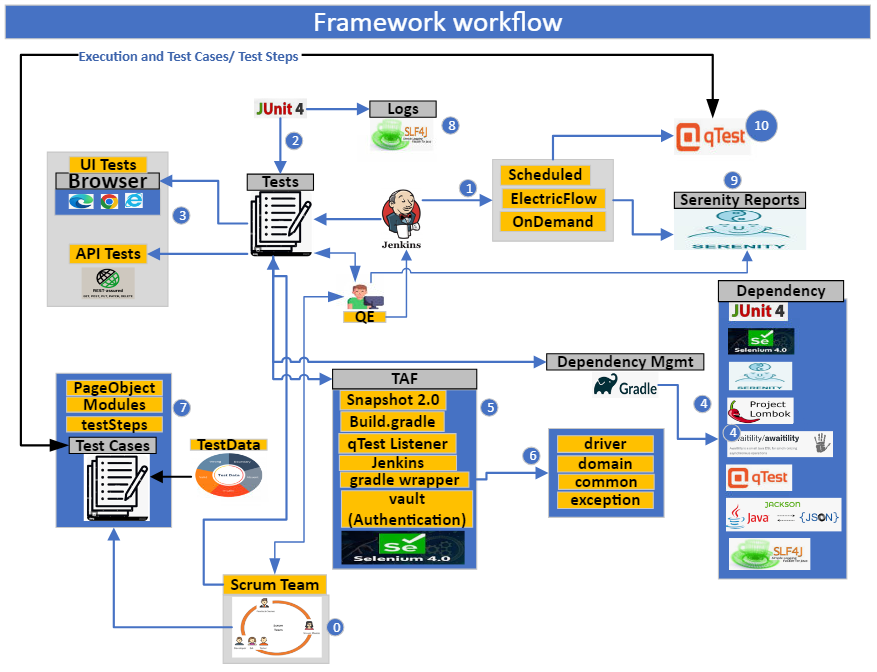 Framework workflow
Execution and Test Cases/ Test Steps
JUnit 4
Logs
SLF4J
8
10
qTest
2
UI Tests
Browser
Tests
3
API Tests
REST-assured
1
Jenkins
Scheduled
ElectricFlow
OnDemand
9
Serenity Reports
SERENITY
QE
Dependency
JUnit 4
Se
Selenium 4.0
SERENITY
4
Project
Lombok
4
awaitility/awaitility
qTest
JACKSON
Java
{JSON}
SLF4J
Dependency Mgmt
Gradle
TAF
Snapshot 2.0
Build.gradle
qTest Listener
Jenkins
gradle wrapper
vault
(Authentication)
Se
Selenium 4.0
5
6
driver
domain
common
exception
PageObject
Modules
testSteps
7
Test Cases
TestData
Test Data
Scrum Team
0